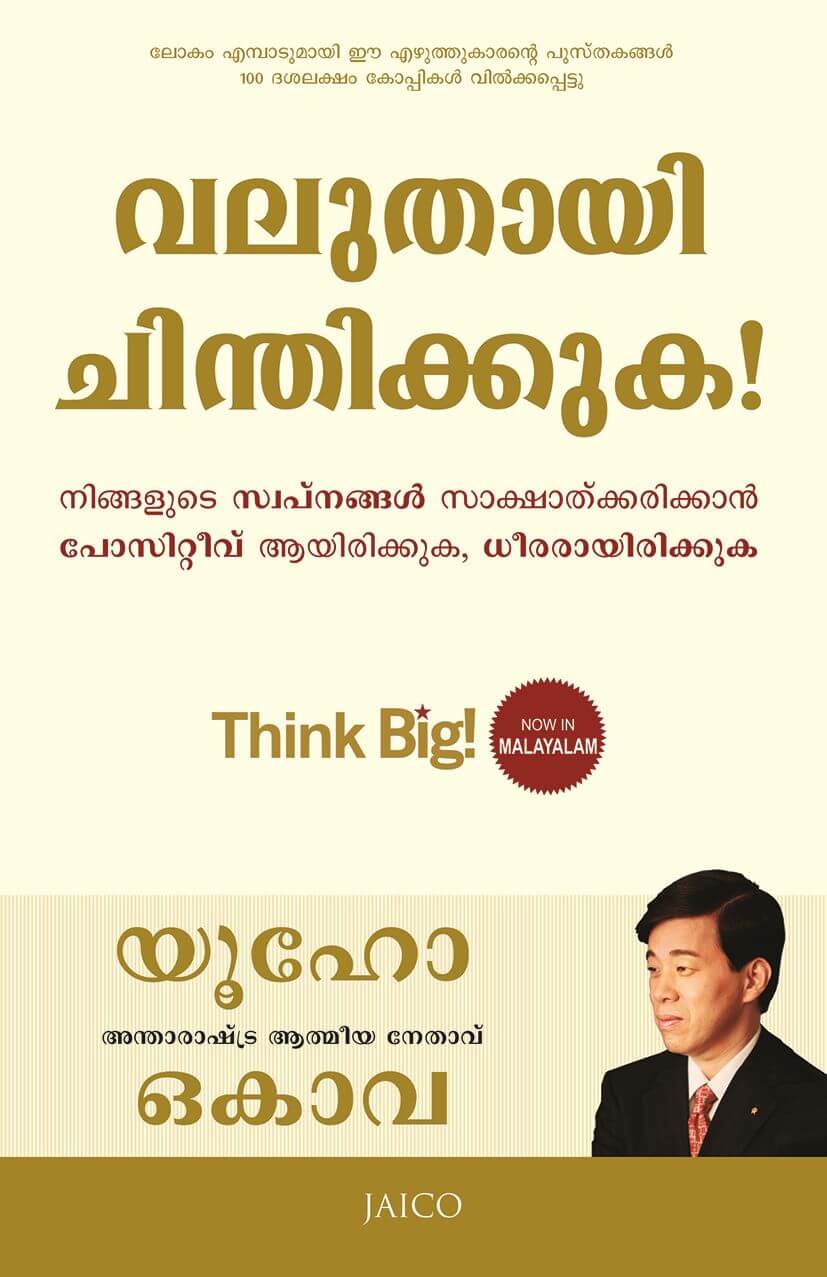 ലോകം എമ്പാടുമായി ഈ എഴുത്തുകാരന്റെ പുസ്തകങ്ങൾ
100 ദശലക്ഷം കോപ്പികൾ വിൽക്കപ്പെട്ടു
വലുതായി
ചിന്തിക്കുക!
നിങ്ങളുടെ സ്വപ്നങ്ങൾ സാക്ഷാത്ക്കരിക്കാൻ
പോസിറ്റീവ് ആയിരിക്കുക, ധീരരായിരിക്കുക
Think Big!
NOW IN
MALAYALAM
യൂഹോ
അന്താരാഷ്ട്ര ആത്മീയ നേതാവ്
ഒകാവ
JAICO